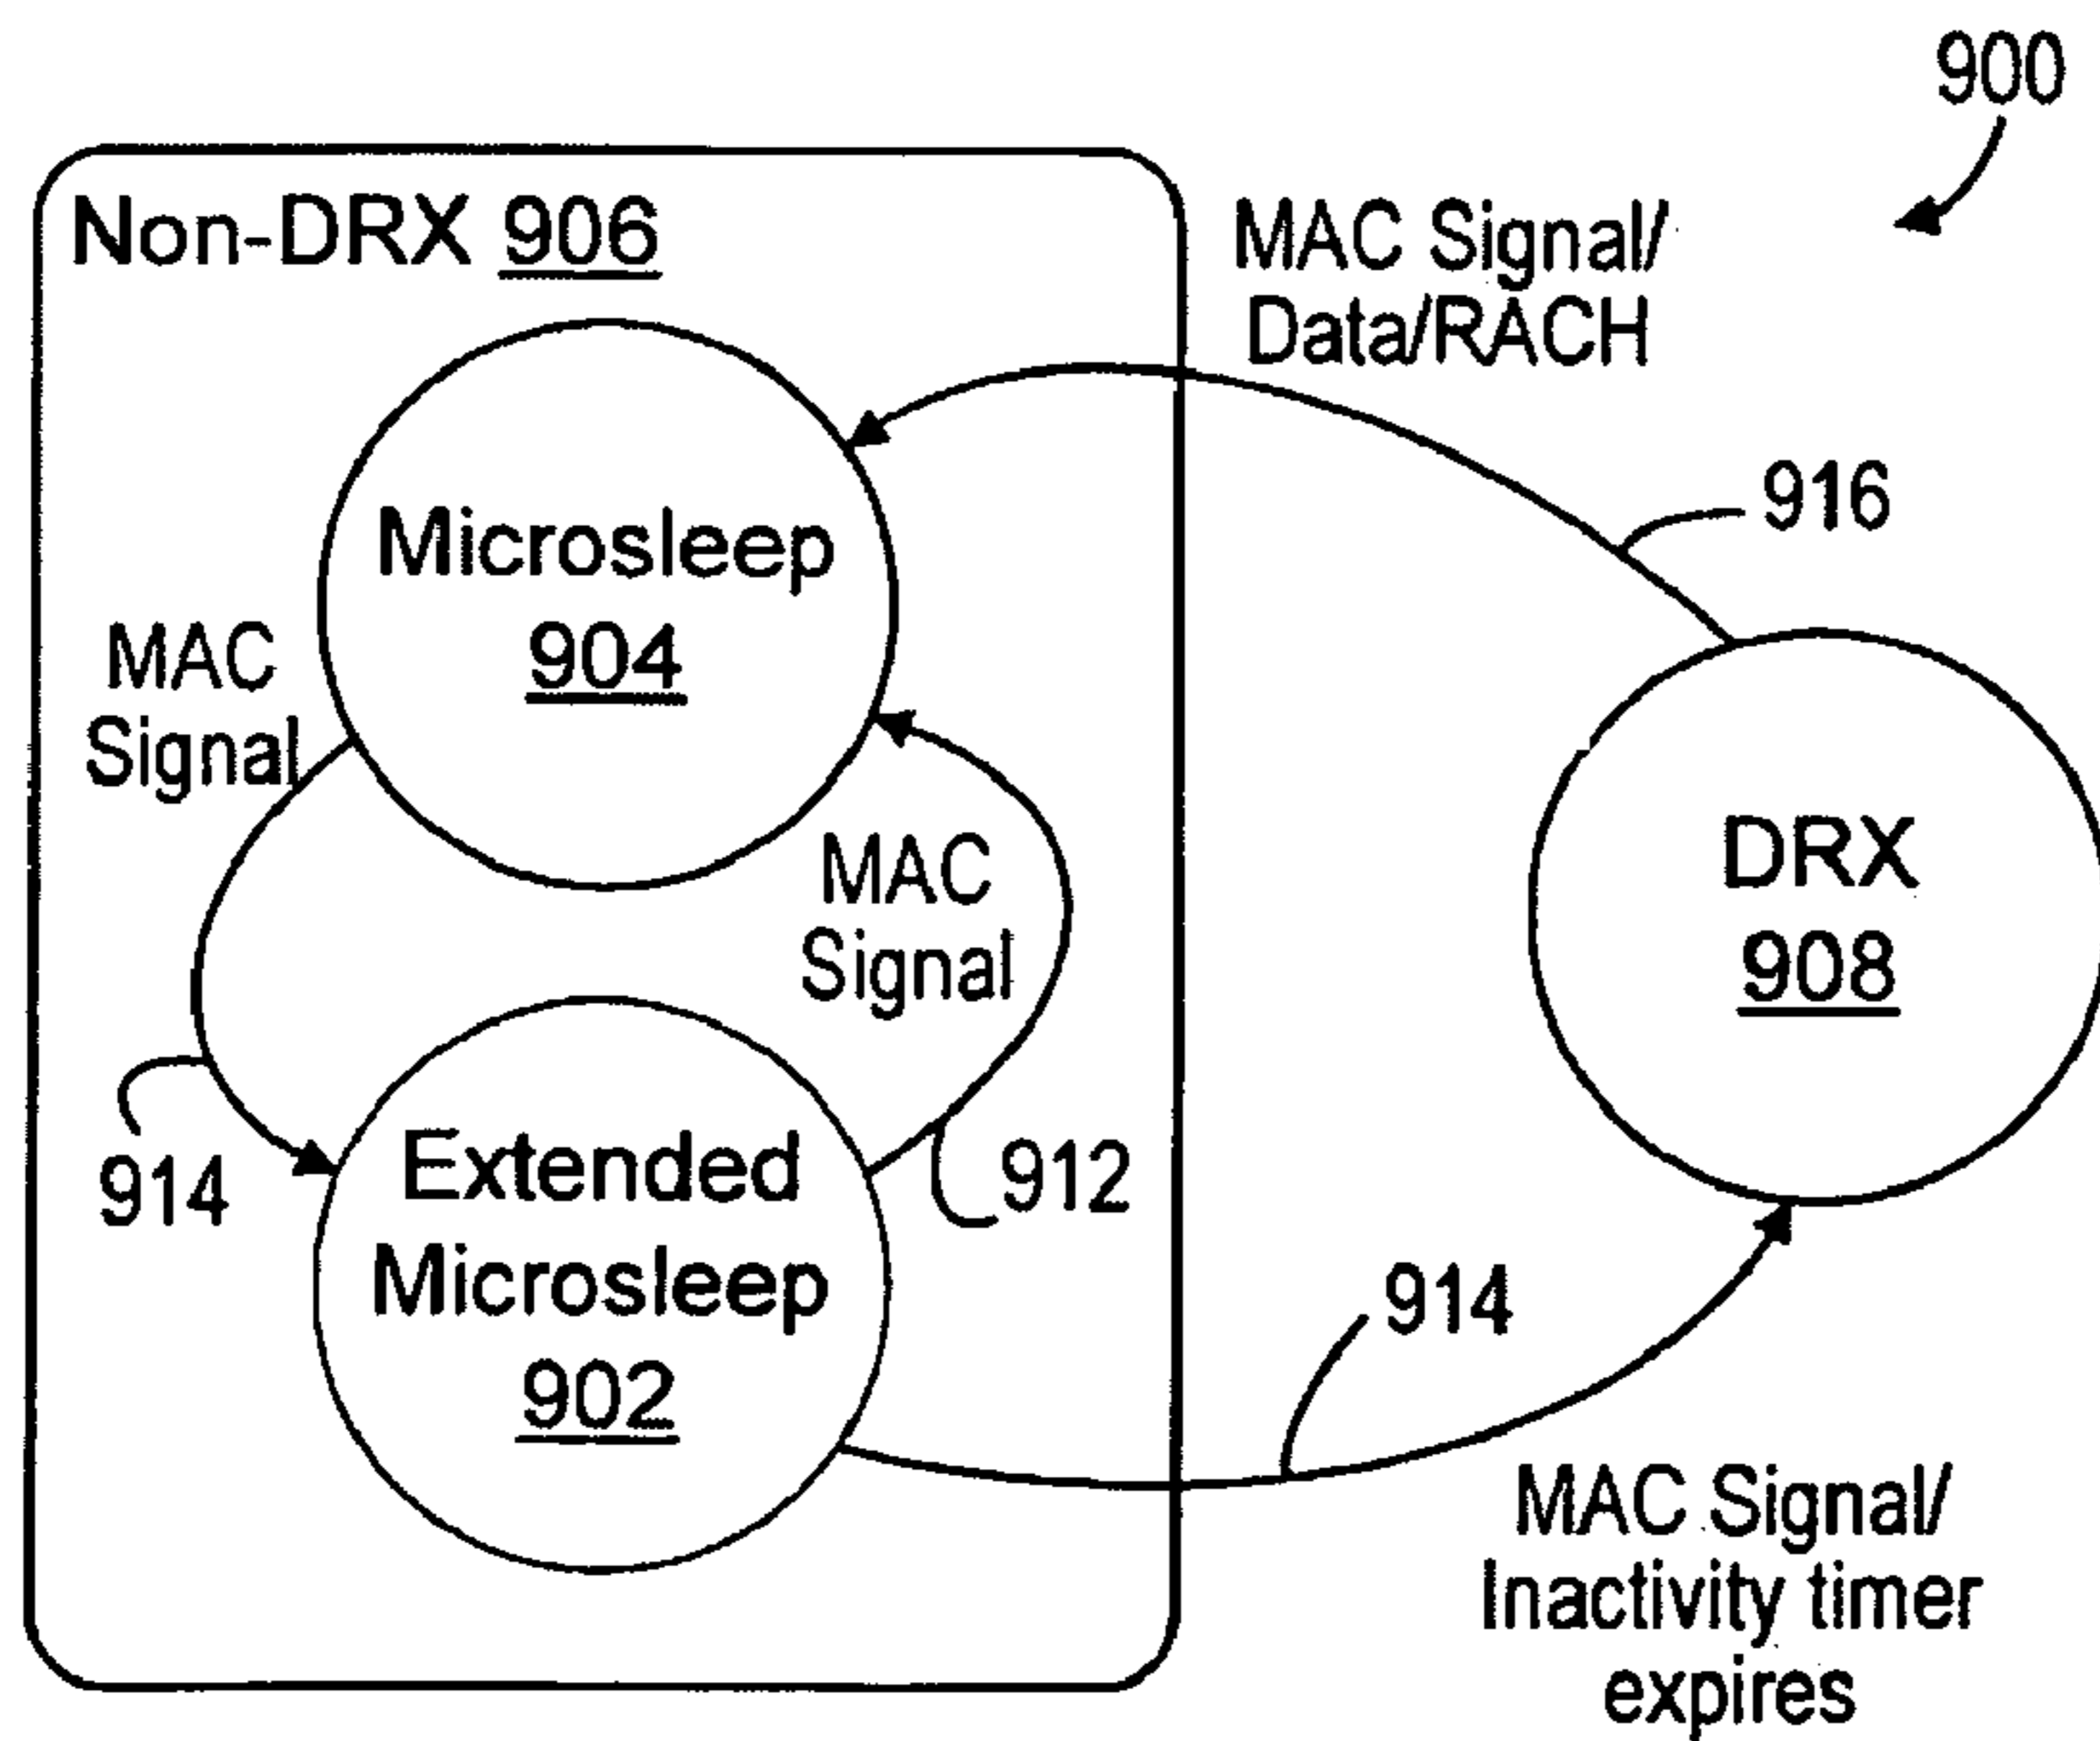 900
Non-DRX 906
MAC Signal/
Data/RACH
916
Microsleep
904
MAC
Signal
MAC
Signal
DRX
908
914
Extended
Microsleep
902
912
914
MAC Signal/
Inactivity timer
expires